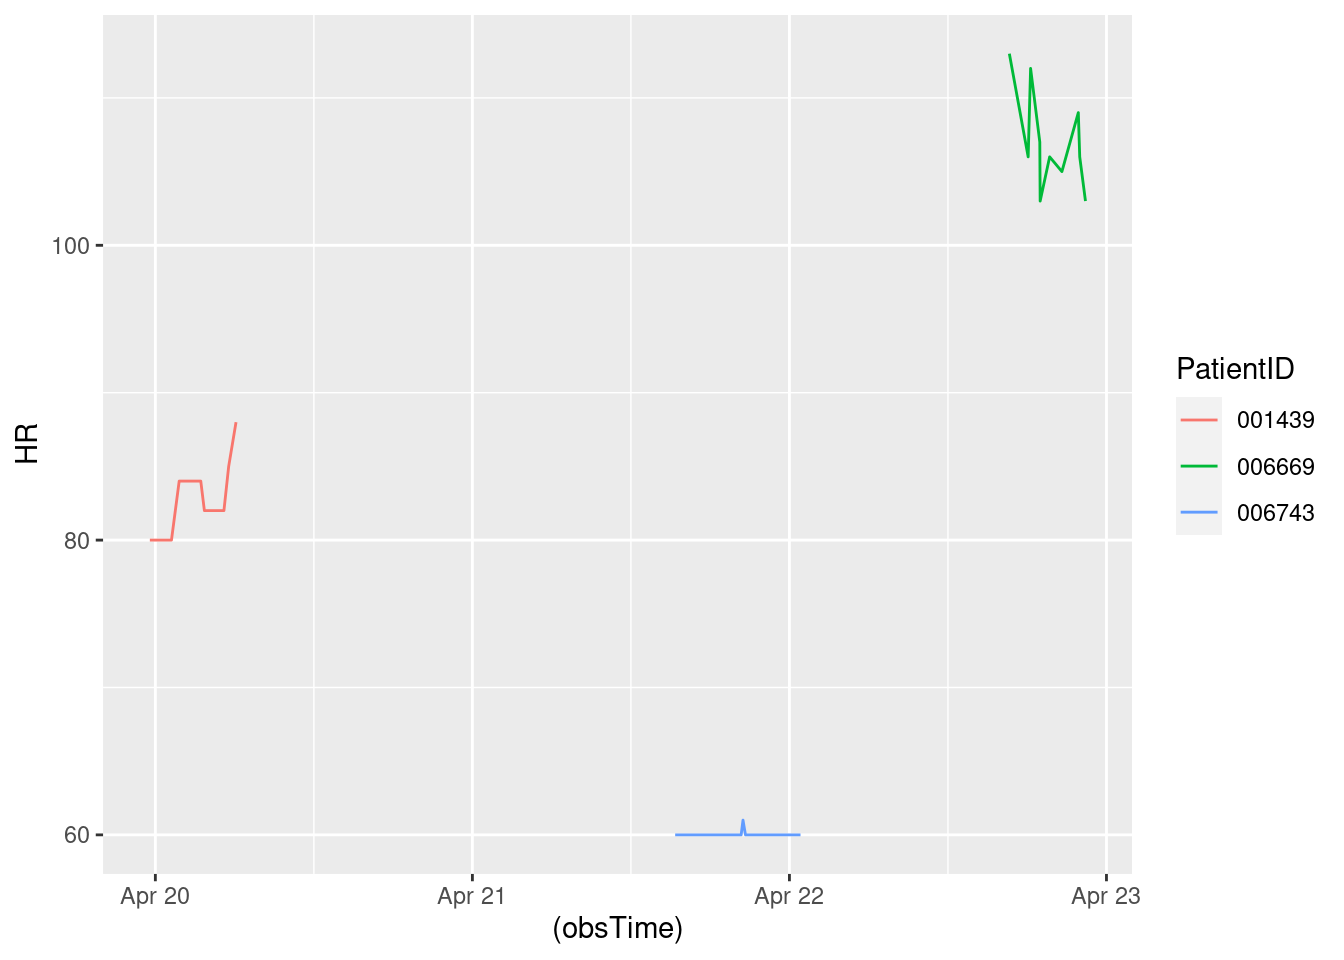 HR
100
80
60
Apr 20
Apr 21
Apr 22
Apr 23
(obsTime)
PatientID
001439
006669
006743